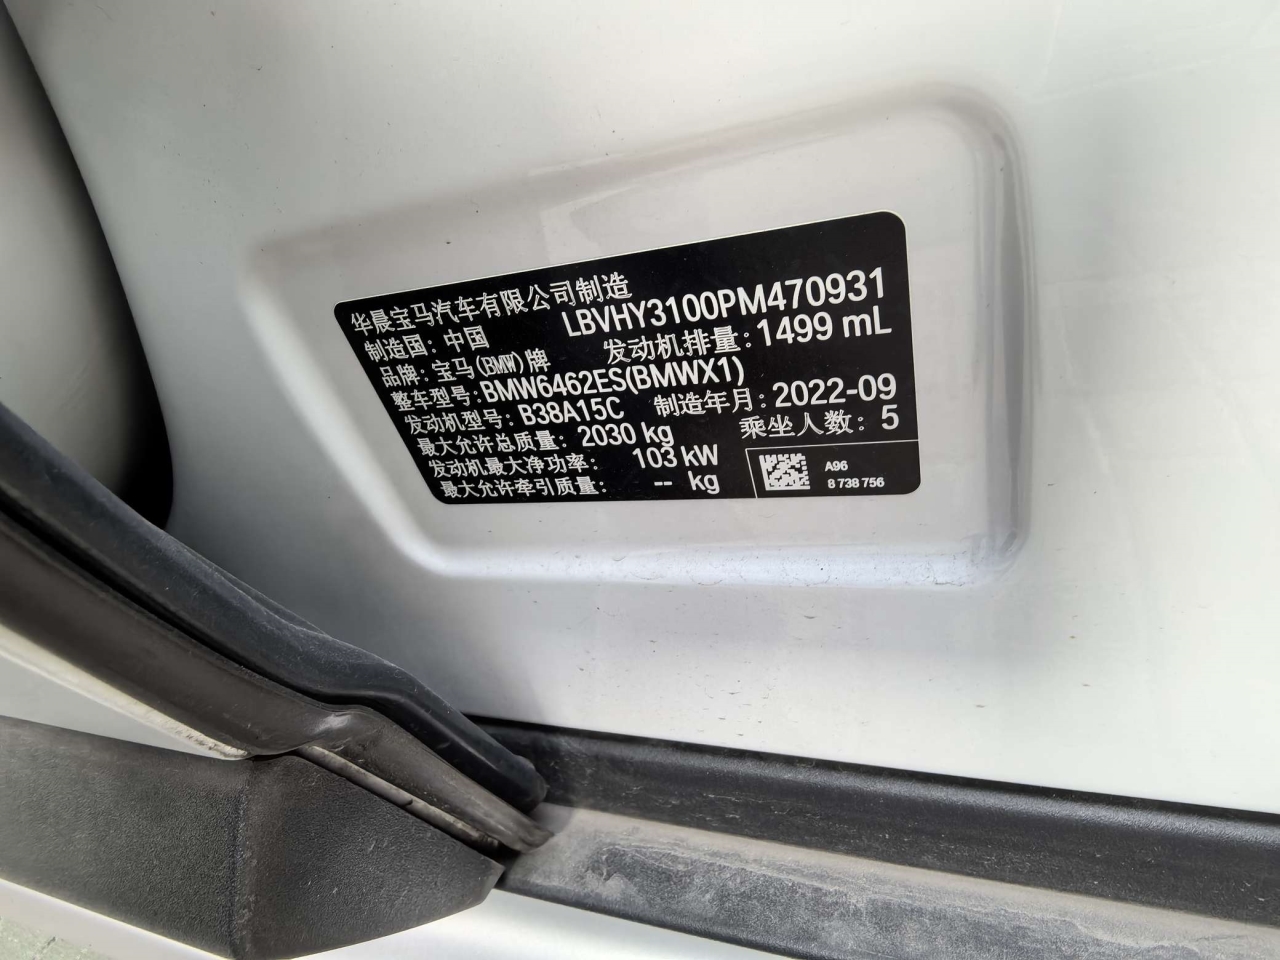 华晨宝马汽车有限公司制造
制造国：中国 LBVHY3100PM470931
品牌：宝马(BMW)牌 发动机排量：1499 mL
整车型号：BMW6462ES(BMWX1)
发动机型号：B38A15C 制造年月：2022-09
最大允许总质量：2030 kg 乘坐人数：5
发动机最大净功率：103 kW
最大允许牵引质量：-- kg
A96
8 738 756